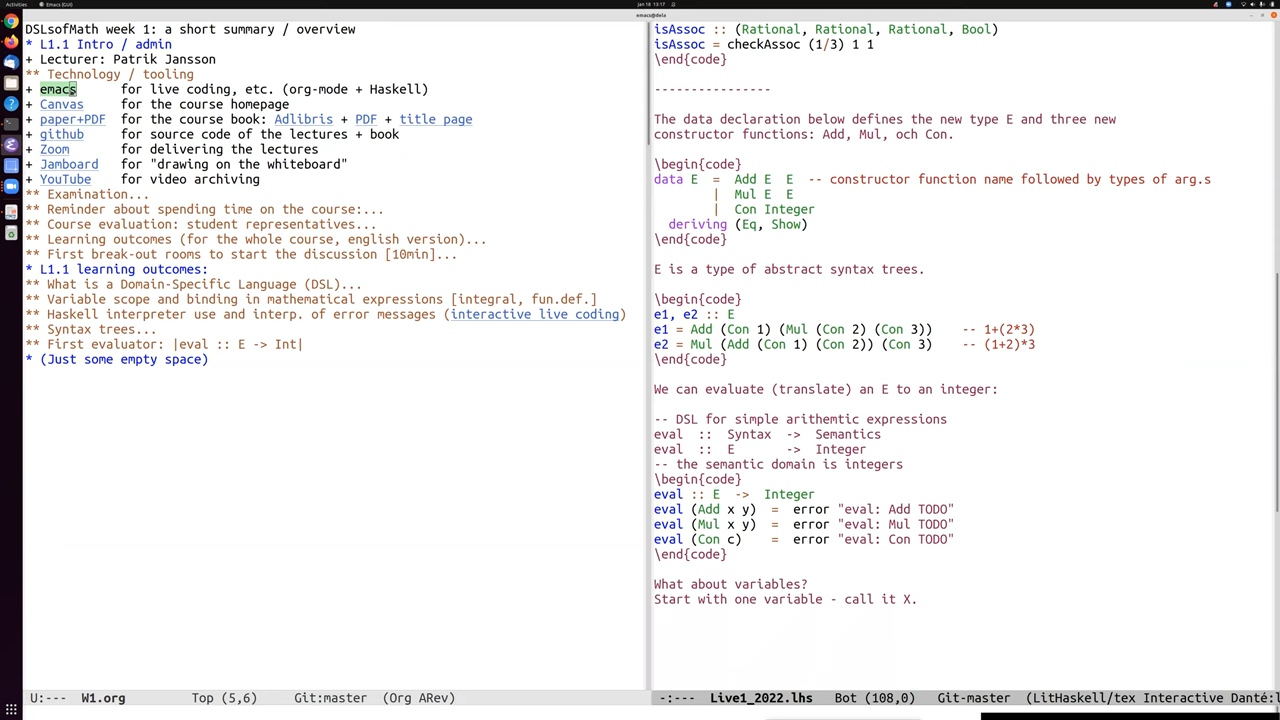 Activities
Emacs (GUI)
jan 18 13:17
emacs@dela
DSLsofMath week 1: a short summary / overview
* L1.1 Intro / admin
+ Lecturer: Patrik Jansson
** Technology / tooling
+ emacs for live coding, etc. (org-mode + Haskell)
+ Canvas for the course homepage
+ paper+PDF for the course book: Adlibris + PDF + title page
+ github for source code of the lectures + book
+ Zoom for delivering the lectures
+ Jamboard for "drawing on the whiteboard"
+ YouTube for video archiving
** Examination...
** Reminder about spending time on the course:...
** Course evaluation: student representatives...
** Learning outcomes (for the whole course, english version)...
** First break-out rooms to start the discussion [10min]...
* L1.1 learning outcomes:
** What is a Domain-Specific Language (DSL)...
** Variable scope and binding in mathematical expressions [integral, fun.def.]
** Haskell interpreter use and interp. of error messages (interactive live coding)
** Syntax trees...
** First evaluator: |eval :: E -> Int|
* (Just some empty space)
U:--- W1.org Top (5,6) Git:master (Org ARev)
isAssoc :: (Rational, Rational, Rational, Bool)
isAssoc = checkAssoc (1/3) 1 1
\end{code}
----------------
The data declaration below defines the new type E and three new
constructor functions: Add, Mul, och Con.
\begin{code}
data E = Add E E -- constructor function name followed by types of arg.s
| Mul E E
| Con Integer
deriving (Eq, Show)
\end{code}
E is a type of abstract syntax trees.
\begin{code}
e1, e2 :: E
e1 = Add (Con 1) (Mul (Con 2) (Con 3)) -- 1+(2*3)
e2 = Mul (Add (Con 1) (Con 2)) (Con 3) -- (1+2)*3
\end{code}
We can evaluate (translate) an E to an integer:
-- DSL for simple arithemtic expressions
eval :: Syntax -> Semantics
eval :: E -> Integer
-- the semantic domain is integers
\begin{code}
eval :: E -> Integer
eval (Add x y) = error "eval: Add TODO"
eval (Mul x y) = error "eval: Mul TODO"
eval (Con c) = error "eval: Con TODO"
\end{code}
What about variables?
Start with one variable - call it X.
-:--- Live1_2022.lhs Bot (108,0) Git-master (LitHaskell/tex Interactive Danté: